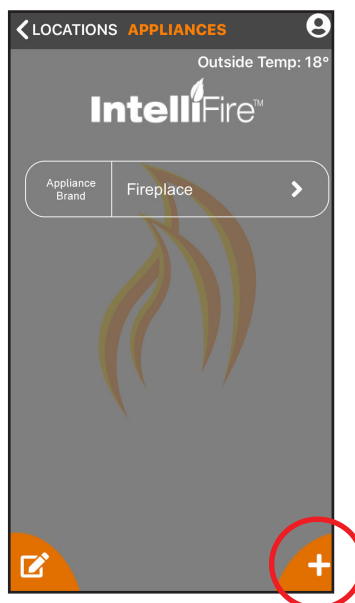 LOCATIONS APPLIANCES
Outside Temp: 18°
IntelliFire™
Appliance
Brand
Fireplace